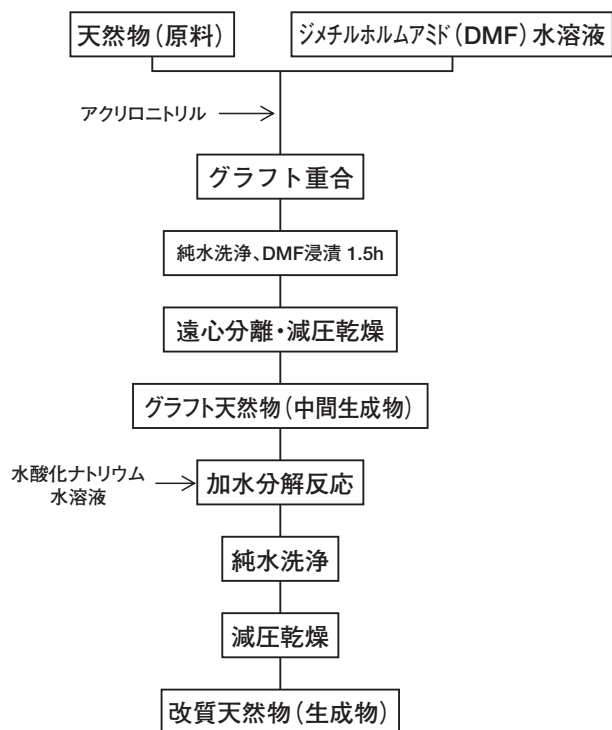 天然物(原料)
ジメチルホルムアミド(DMF)水溶液
アクリロニトリル
グラフト重合
純水洗浄、DMF浸漬 1.5h
遠心分離・減圧乾燥
グラフト天然物(中間生成物)
水酸化ナトリウム
水溶液
加水分解反応
純水洗浄
減圧乾燥
改質天然物(生成物)